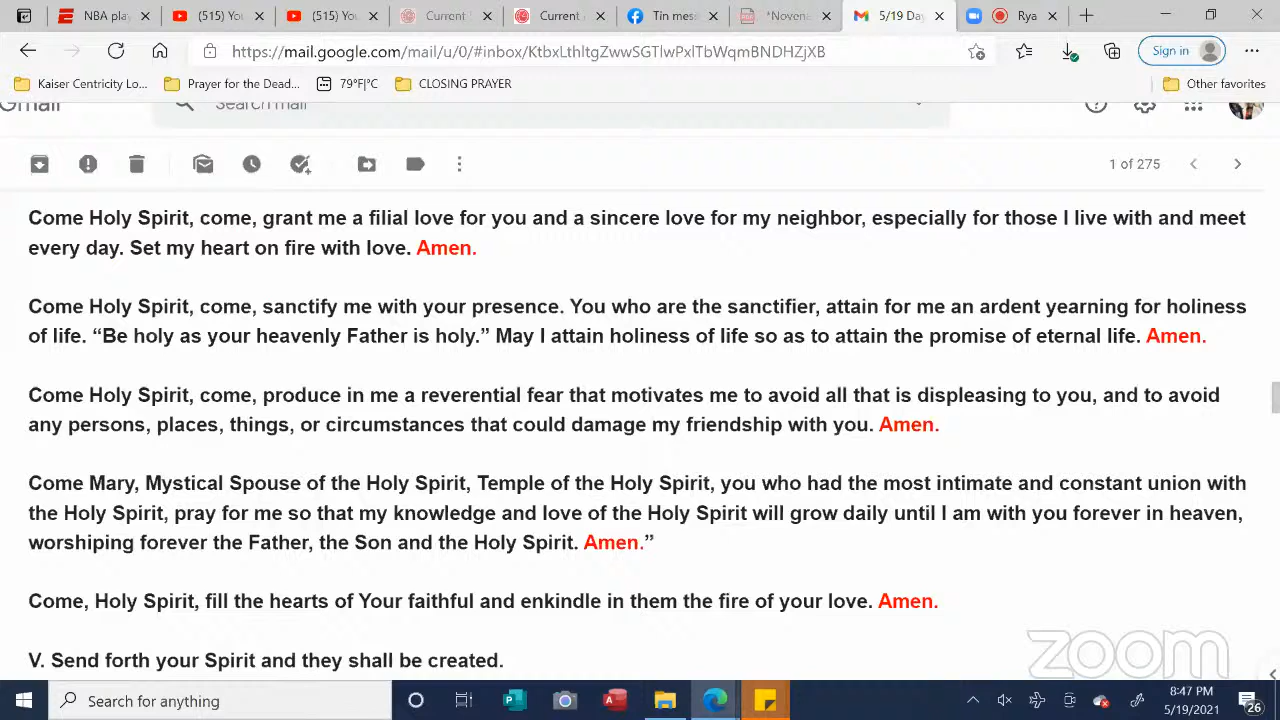 NBA Pla
(515) Yo
(515) You
Current
Current
Tin mes
*Novena
5/19 Day
Rya
https://mail.google.com/mail/u/0/#inbox/KtbxLthltgZwwSGTlwPxlTbWqmBNDHZjXB
Sign in
Kaiser Centricity Lo...
Prayer for the Dead...
79°F|°C
CLOSING PRAYER
Other favorites
Gmail
Search mail
1 of 275
Come Holy Spirit, come, grant me a filial love for you and a sincere love for my neighbor, especially for those I live with and meet
every day. Set my heart on fire with love. Amen.
Come Holy Spirit, come, sanctify me with your presence. You who are the sanctifier, attain for me an ardent yearning for holiness
of life. “Be holy as your heavenly Father is holy.” May I attain holiness of life so as to attain the promise of eternal life. Amen.
Come Holy Spirit, come, produce in me a reverential fear that motivates me to avoid all that is displeasing to you, and to avoid
any persons, places, things, or circumstances that could damage my friendship with you. Amen.
Come Mary, Mystical Spouse of the Holy Spirit, Temple of the Holy Spirit, you who had the most intimate and constant union with
the Holy Spirit, pray for me so that my knowledge and love of the Holy Spirit will grow daily until I am with you forever in heaven,
worshiping forever the Father, the Son and the Holy Spirit. Amen.”
Come, Holy Spirit, fill the hearts of Your faithful and enkindle in them the fire of your love. Amen.
V. Send forth your Spirit and they shall be created.
zoom
Search for anything
8:47 PM
5/19/2021
26